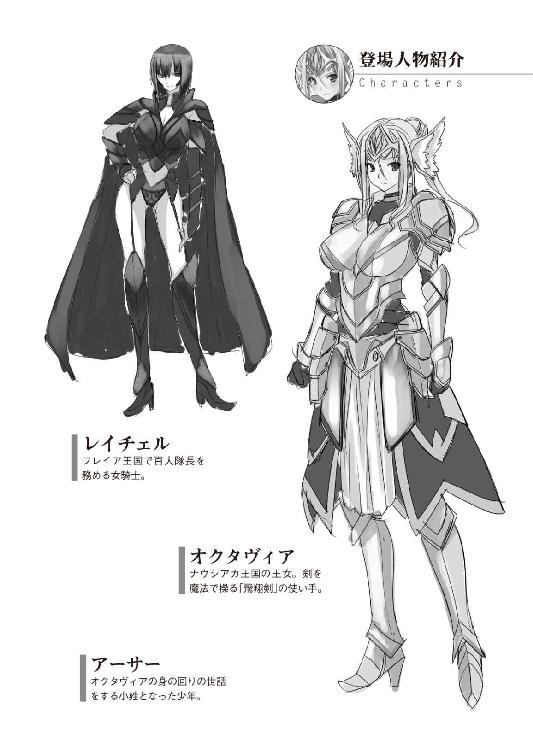 登場人物紹介
Characters
レイチェル
フレイア王国で百人隊長を
務める女騎士。
オクタヴィア
ナウシアカ王国の王女。剣を
魔法で操る「飛翔剣」の使い手。
アーサー
オクタヴィアの身の回りの世話
をする小姓となった少年。